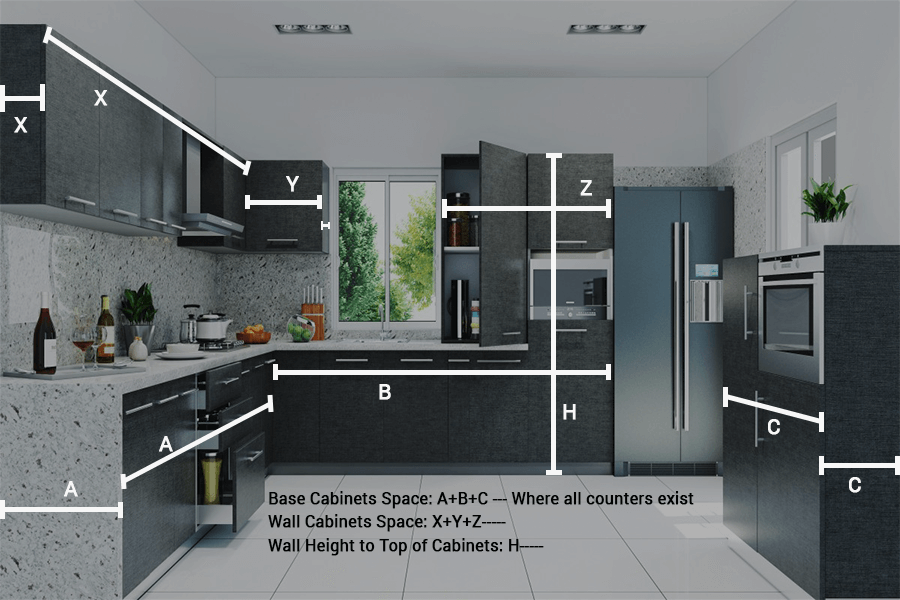 X
X
Y
Z
B
H
A
A
C
C
Base Cabinets Space: A+B+C --- Where all counters exist
Wall Cabinets Space: X+Y+Z-----
Wall Height to Top of Cabinets: H-----